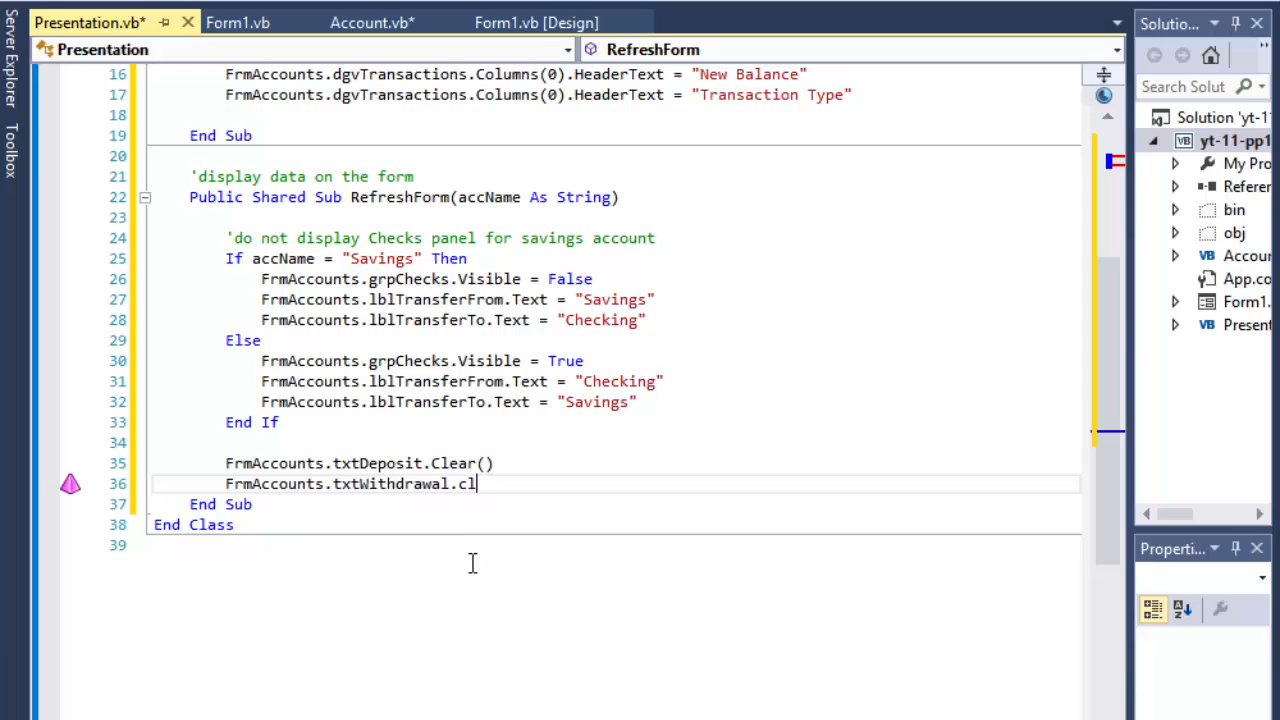 Server Explorer
Toolbox
Presentation.vb*
Form1.vb
Account.vb*
Form1.vb [Design]
Presentation
RefreshForm
16 FrmAccounts.dgvTransactions.Columns(0).HeaderText = "New Balance"
17 FrmAccounts.dgvTransactions.Columns(0).HeaderText = "Transaction Type"
18
19 End Sub
20
21 'display data on the form
22 Public Shared Sub RefreshForm(accName As String)
23
24 'do not display Checks panel for savings account
25 If accName = "Savings" Then
26 FrmAccounts.grpChecks.Visible = False
27 FrmAccounts.lblTransferFrom.Text = "Savings"
28 FrmAccounts.lblTransferTo.Text = "Checking"
29 Else
30 FrmAccounts.grpChecks.Visible = True
31 FrmAccounts.lblTransferFrom.Text = "Checking"
32 FrmAccounts.lblTransferTo.Text = "Savings"
33 End If
34
35 FrmAccounts.txtDeposit.Clear()
36 FrmAccounts.txtWithdrawal.cl
37 End Sub
38 End Class
39
Solutio...
Search Solut
Solution 'yt-1
VB yt-11-pp1
My Pro
Referer
bin
obj
VB Accour
App.co
Form1.
VB Present
Properti...